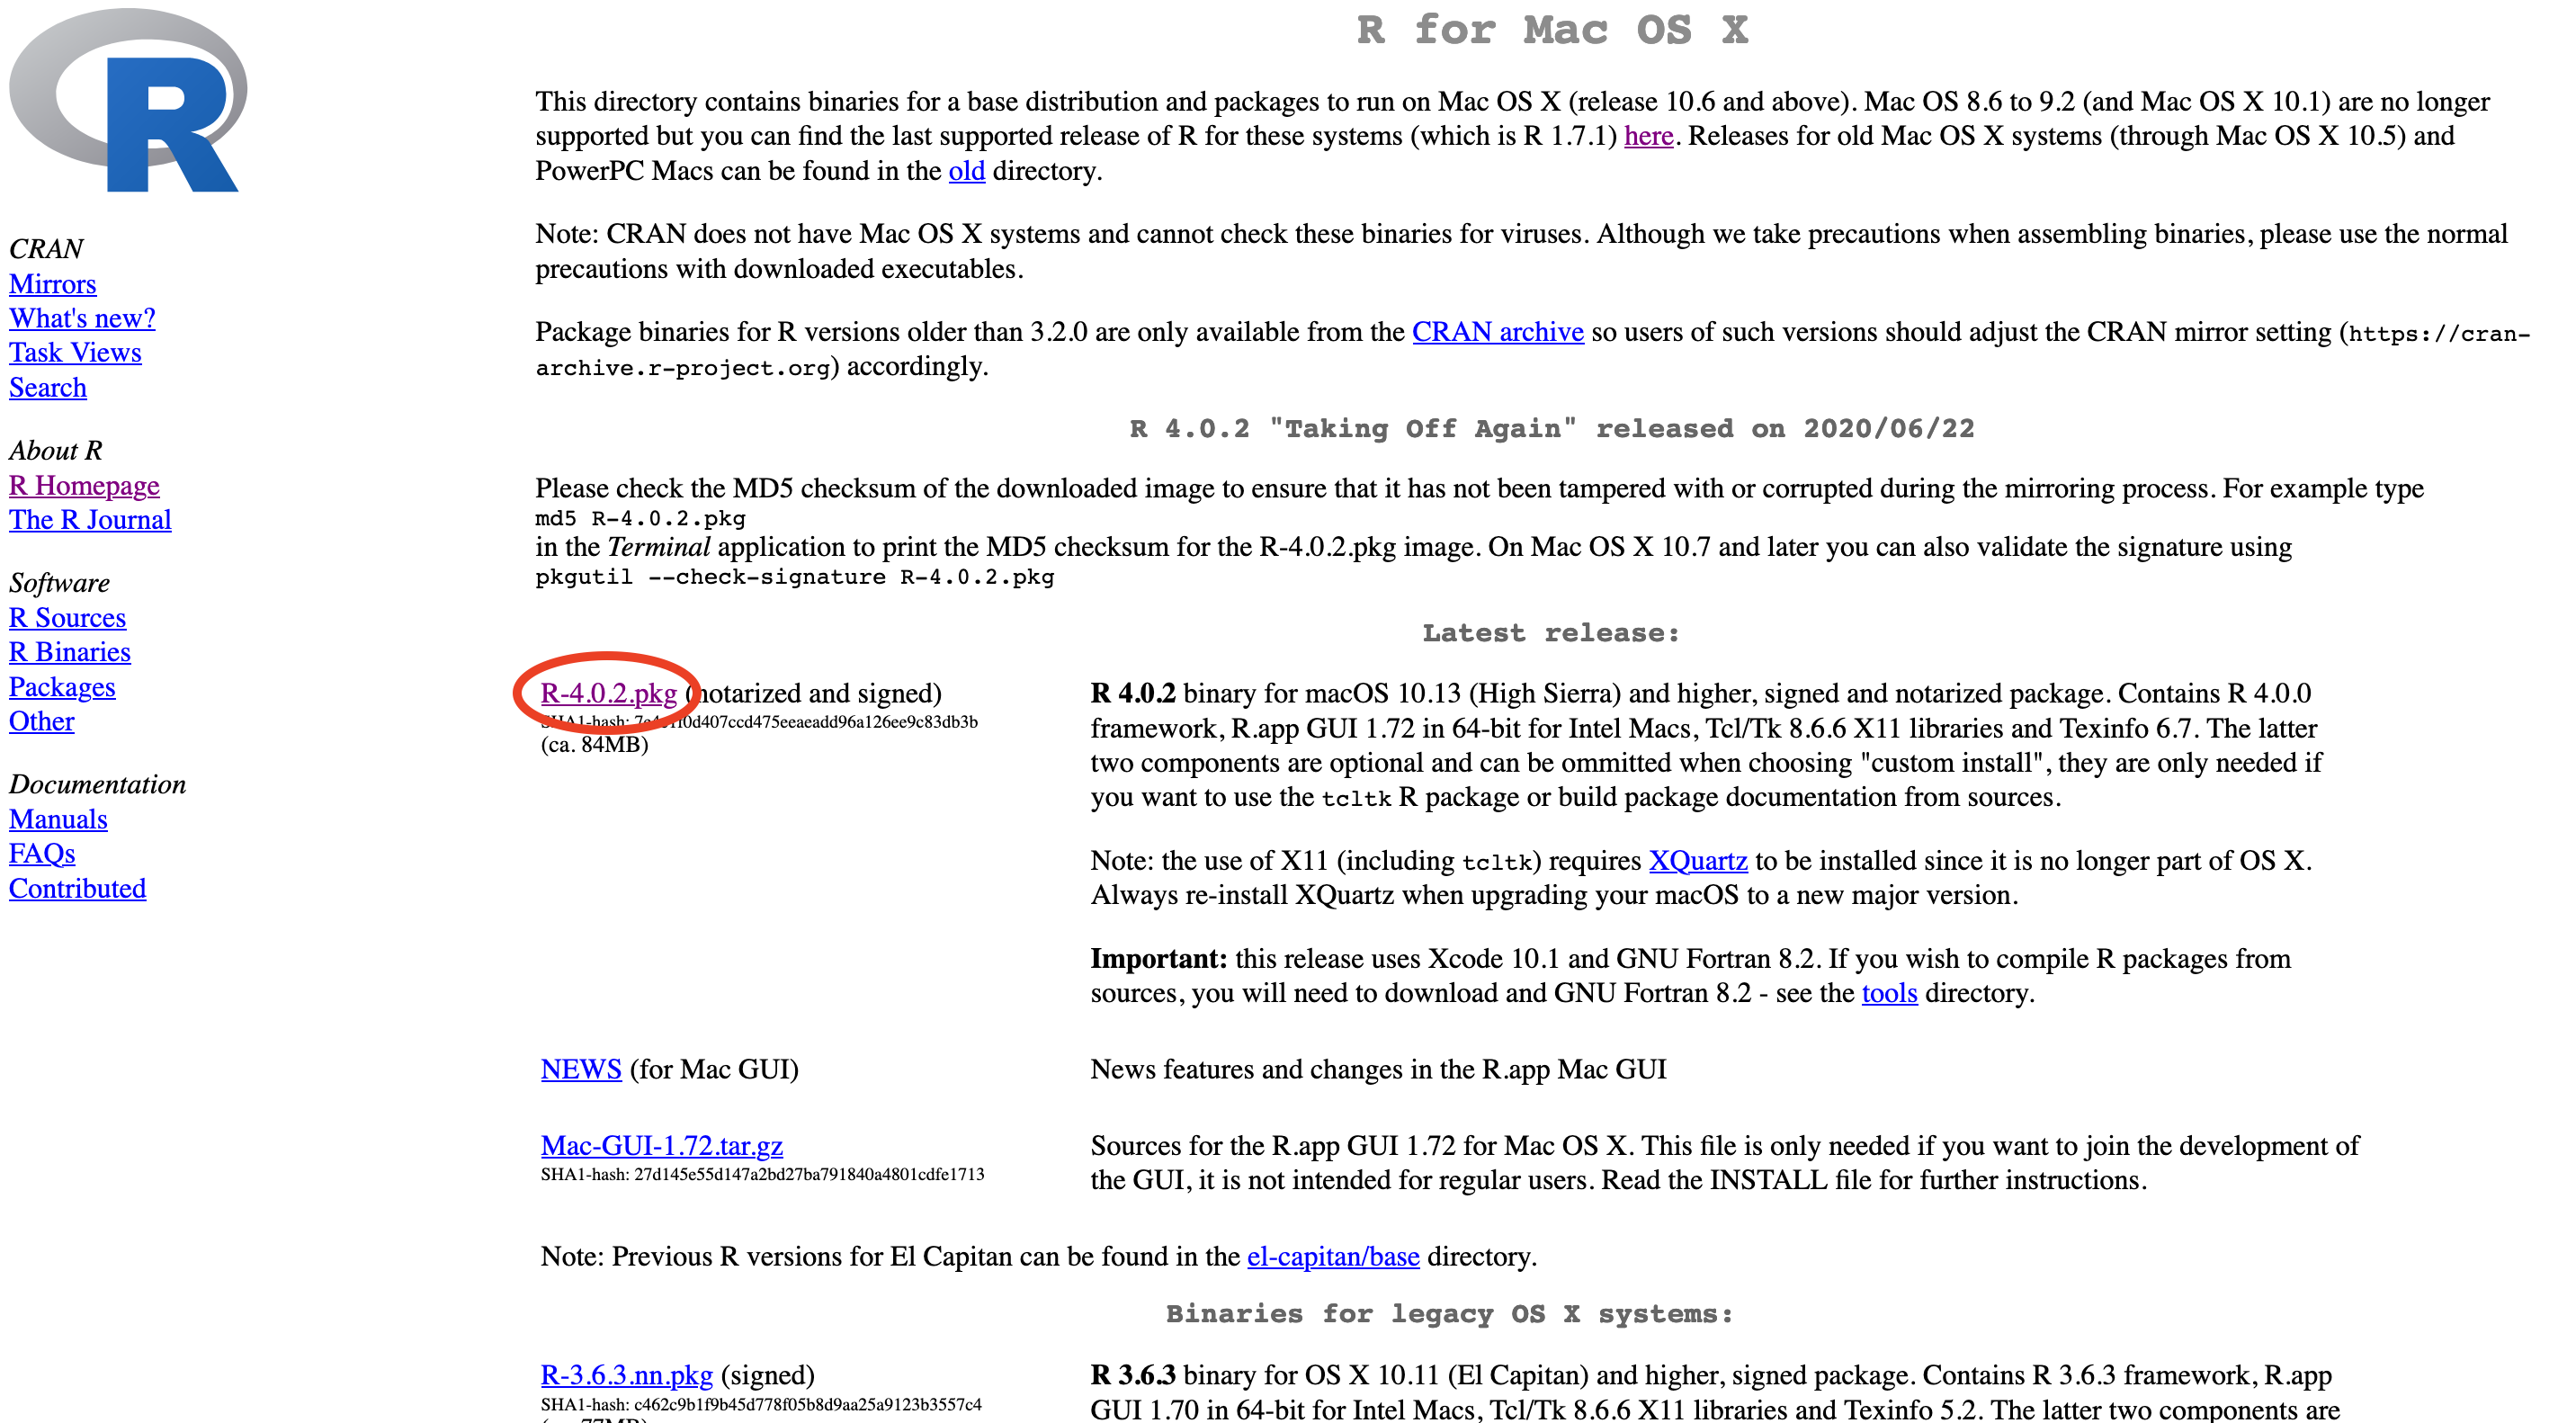 R
R for Mac OS X
This directory contains binaries for a base distribution and packages to run on Mac OS X (release 10.6 and above). Mac OS 8.6 to 9.2 (and Mac OS X 10.1) are no longer
supported but you can find the last supported release of R for these systems (which is R 1.7.1) here. Releases for old Mac OS X systems (through Mac OS X 10.5) and
PowerPC Macs can be found in the old directory.
Note: CRAN does not have Mac OS X systems and cannot check these binaries for viruses. Although we take precautions when assembling binaries, please use the normal
precautions with downloaded executables.
Package binaries for R versions older than 3.2.0 are only available from the CRAN archive so users of such versions should adjust the CRAN mirror setting (https://cran-
archive.r-project.org) accordingly.
CRAN
Mirrors
What's new?
Task Views
Search
About R
R Homepage
The R Journal
Software
R Sources
R Binaries
Packages
Other
Documentation
Manuals
FAQs
Contributed
R 4.0.2 "Taking Off Again" released on 2020/06/22
Please check the MD5 checksum of the downloaded image to ensure that it has not been tampered with or corrupted during the mirroring process. For example type
md5 R-4.0.2.pkg
in the Terminal application to print the MD5 checksum for the R-4.0.2.pkg image. On Mac OS X 10.7 and later you can also validate the signature using
pkgutil --check-signature R-4.0.2.pkg
Latest release:
R-4.0.2.pkg (notarized and signed)
SHA1-hash:
(ca. 84MB)
R 4.0.2 binary for macOS 10.13 (High Sierra) and higher, signed and notarized package. Contains R 4.0.0
framework, R.app GUI 1.72 in 64-bit for Intel Macs, Tcl/Tk 8.6.6 X11 libraries and Texinfo 6.7. The latter
two components are optional and can be ommitted when choosing "custom install", they are only needed if
you want to use the tcltk R package or build package documentation from sources.
Note: the use of X11 (including tcltk) requires XQuartz to be installed since it is no longer part of OS X.
Always re-install XQuartz when upgrading your macOS to a new major version.
Important: this release uses Xcode 10.1 and GNU Fortran 8.2. If you wish to compile R packages from
sources, you will need to download and GNU Fortran 8.2 - see the tools directory.
NEWS (for Mac GUI)
News features and changes in the R.app Mac GUI
Mac-GUI-1.72.tar.gz
SHA1-hash: 27d145e55d147a2bd27ba791840a4801cdfe1713
Sources for the R.app GUI 1.72 for Mac OS X. This file is only needed if you want to join the development of
the GUI, it is not intended for regular users. Read the INSTALL file for further instructions.
Note: Previous R versions for El Capitan can be found in the el-capitan/base directory.
Binaries for legacy OS X systems:
R-3.6.3.nn.pkg (signed)
SHA1-hash: c462c9b1f9b45d778f05b8d9aa25a9123b3557c4
R 3.6.3 binary for OS X 10.11 (El Capitan) and higher, signed package. Contains R 3.6.3 framework, R.app
GUI 1.70 in 64-bit for Intel Macs, Tcl/Tk 8.6.6 X11 libraries and Texinfo 5.2. The latter two components are